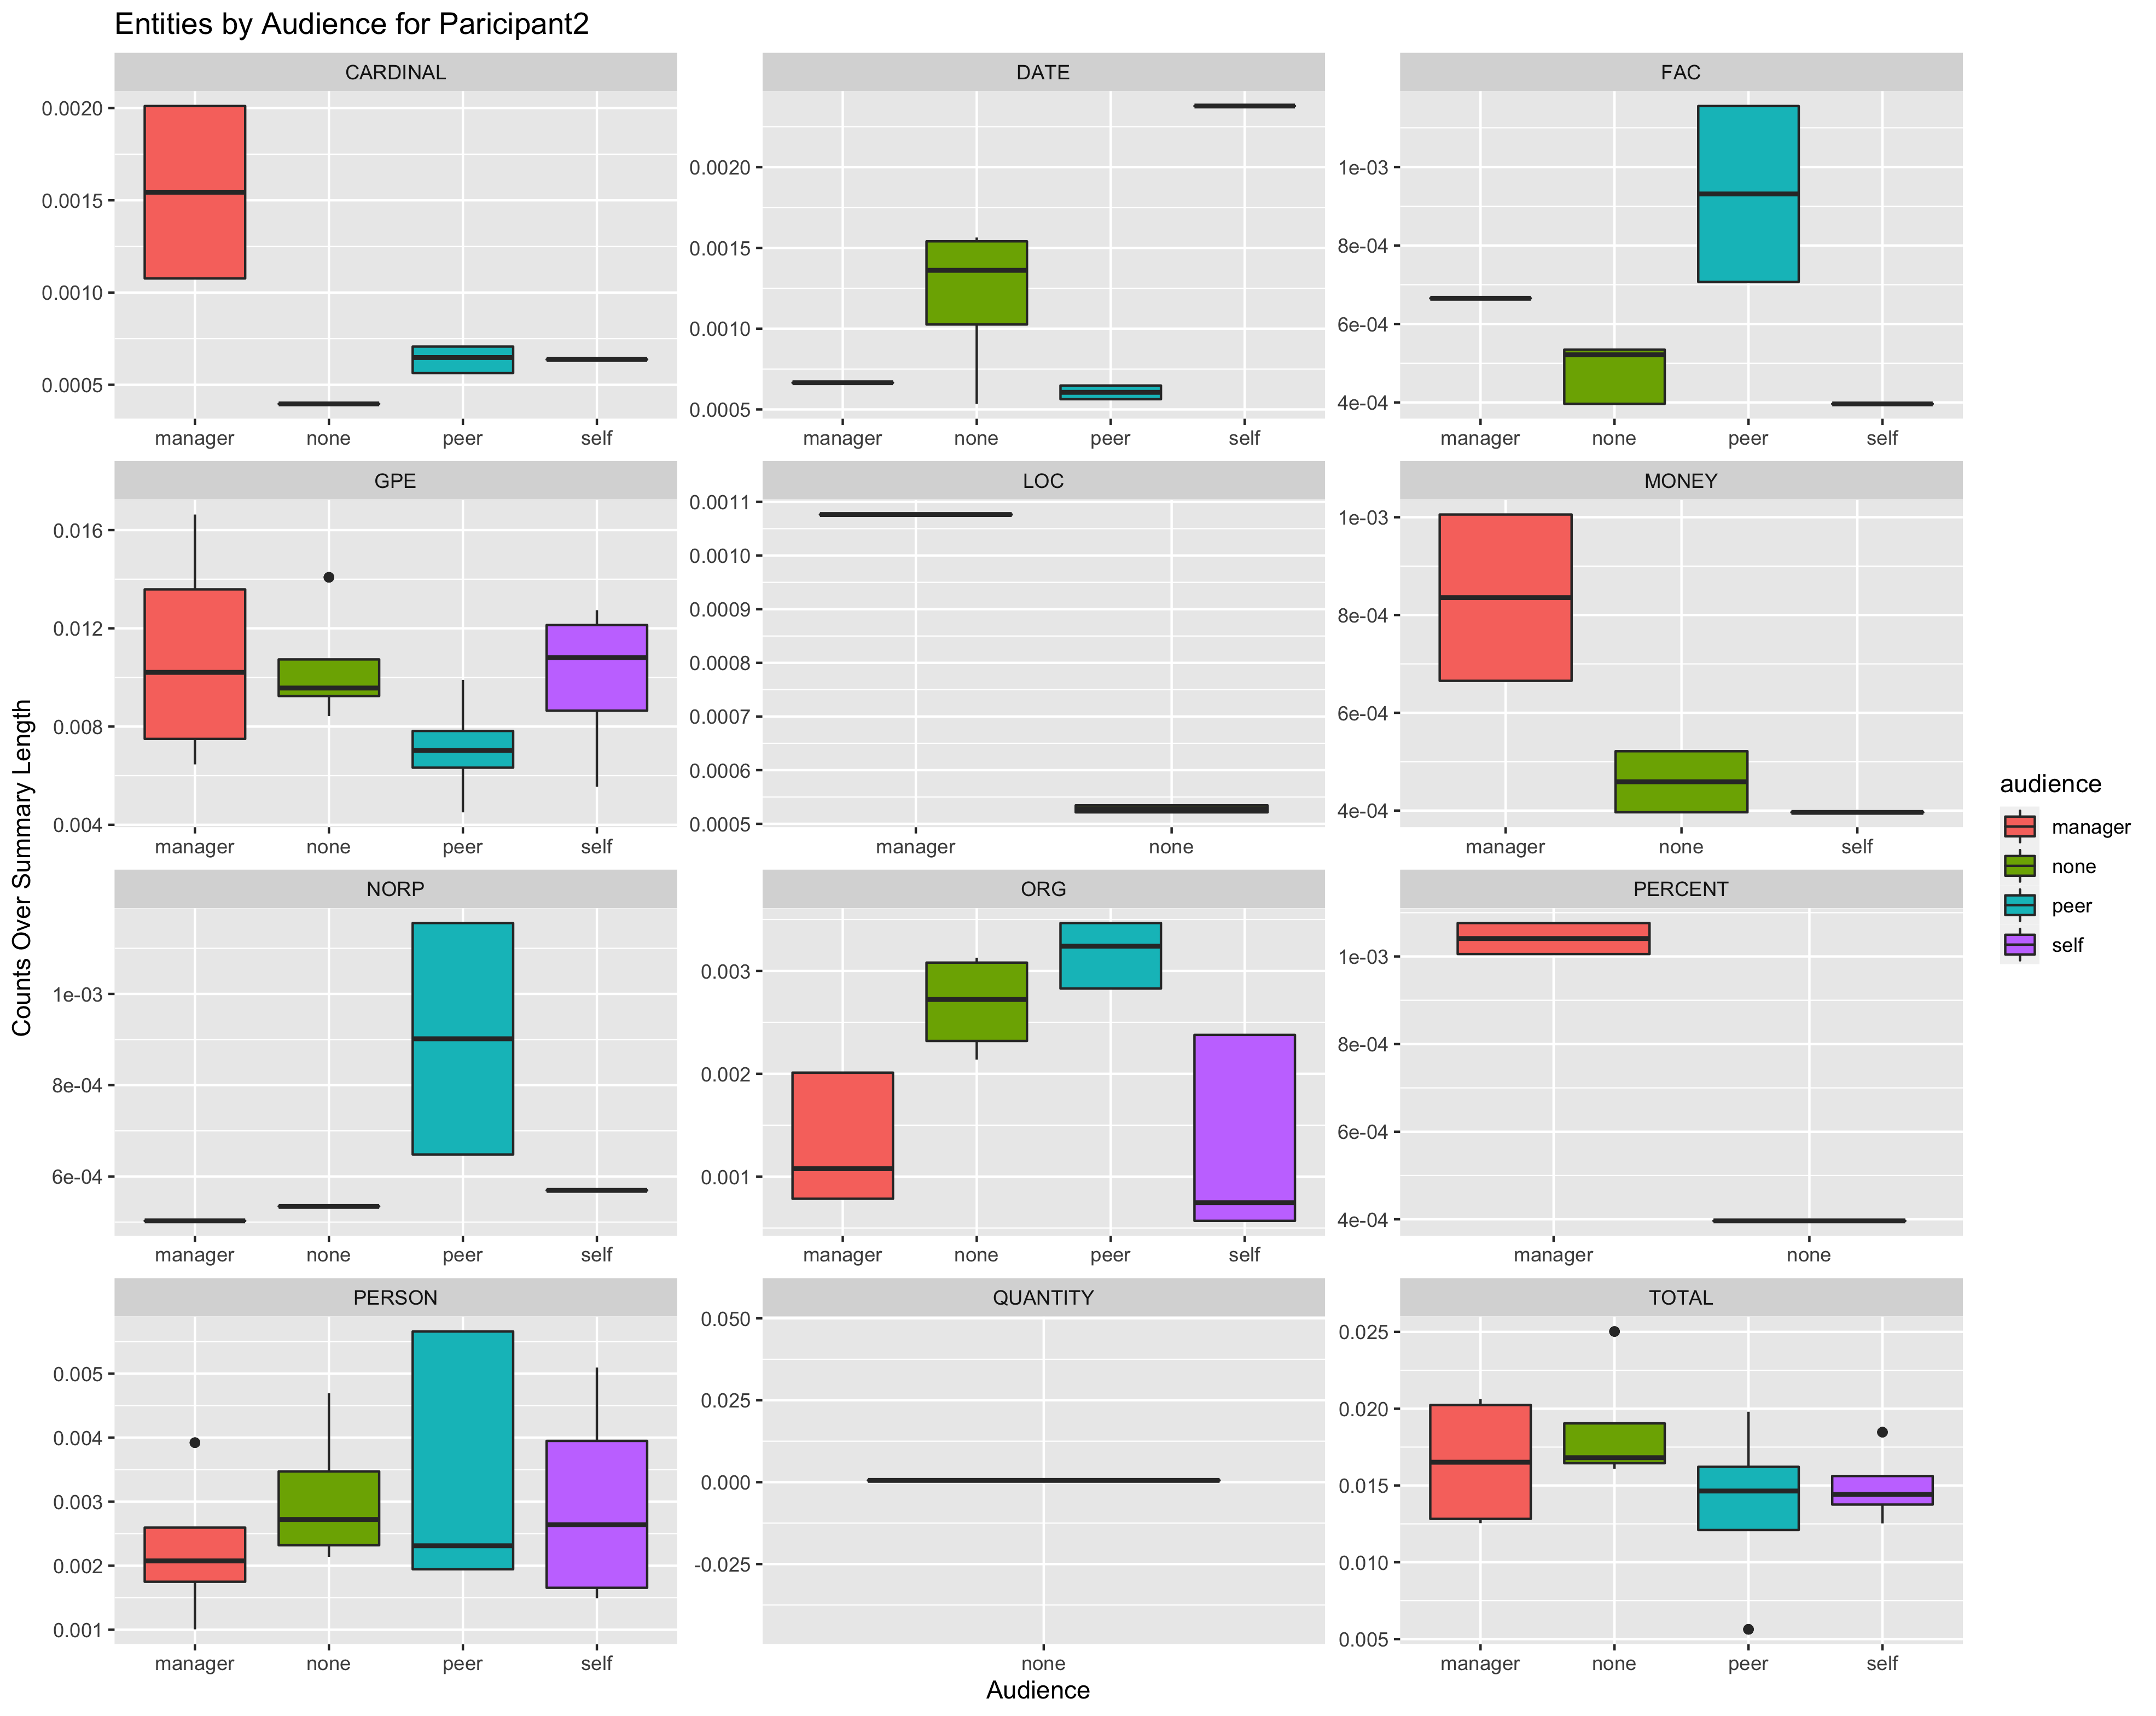 Entities by Audience for Paricipant2
CARDINAL
0.0020
0.0015
0.0010
0.0005
manager none peer self
DATE
0.0020
0.0015
0.0010
0.0005
manager none peer self
FAC
1e-03
8e-04
6e-04
4e-04
manager none peer self
GPE
0.016
0.012
0.008
0.004
manager none peer self
LOC
0.0011
0.0010
0.0009
0.0008
0.0007
0.0006
0.0005
manager none
MONEY
1e-03
8e-04
6e-04
4e-04
manager none self
NORP
1e-03
8e-04
6e-04
manager none peer self
ORG
0.003
0.002
0.001
manager none peer self
PERCENT
1e-03
8e-04
6e-04
4e-04
manager none
PERSON
0.005
0.004
0.003
0.002
0.001
manager none peer self
QUANTITY
0.050
0.025
0.000
-0.025
none
TOTAL
0.025
0.020
0.015
0.010
0.005
manager none peer self
Counts Over Summary Length
Audience
audience
manager
none
peer
self